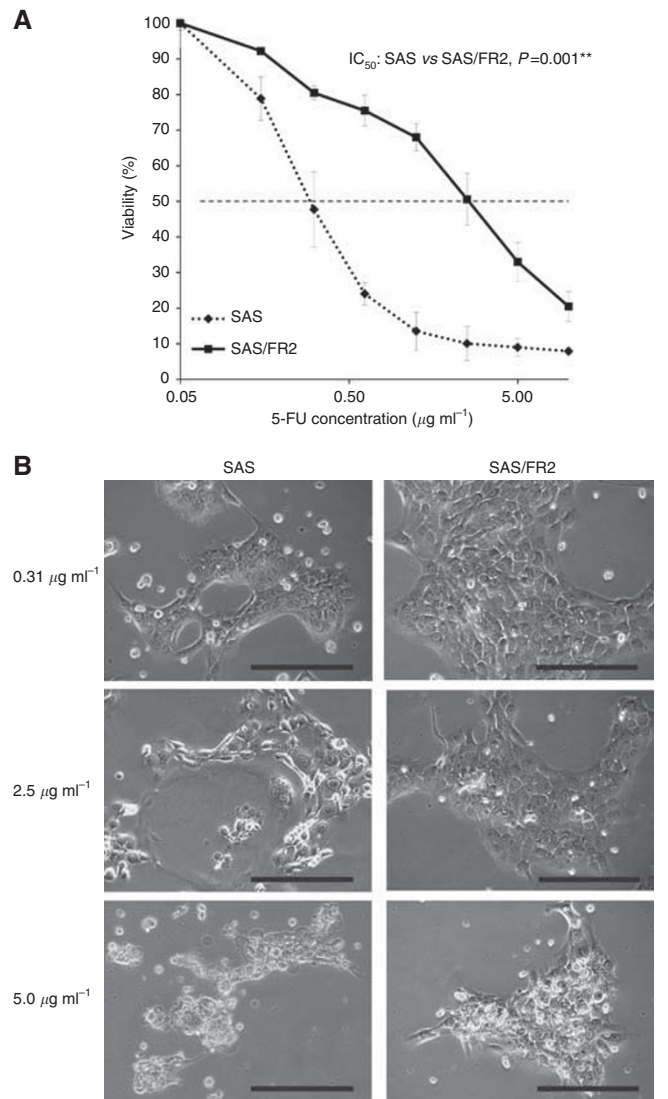 A
IC50: SAS vs SAS/FR2, P=0.001**
Viability (%)
100
90
80
70
60
50
40
30
20
10
0
SAS
SAS/FR2
0.05
0.50
5.00
5-FU concentration (μg ml−1)
B
SAS
SAS/FR2
0.31 μg ml−1
2.5 μg ml−1
5.0 μg ml−1